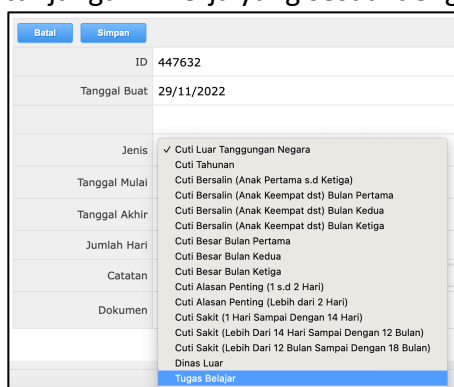 Batal Simpan
ID 447632
Tanggal Buat 29/11/2022
Jenis ✓ Cuti Luar Tanggungan Negara
Cuti Tahunan
Cuti Bersalin (Anak Pertama s.d Ketiga)
Tanggal Mulai Cuti Bersalin (Anak Keempat dst) Bulan Pertama
Cuti Bersalin (Anak Keempat dst) Bulan Kedua
Tanggal Akhir Cuti Bersalin (Anak Keempat dst) Bulan Ketiga
Jumlah Hari Cuti Besar Bulan Pertama
Cuti Besar Bulan Kedua
Catatan Cuti Besar Bulan Ketiga
Cuti Alasan Penting (1 s.d 2 Hari)
Cuti Alasan Penting (Lebih dari 2 Hari)
Dokumen Cuti Sakit (1 Hari Sampai Dengan 14 Hari)
Cuti Sakit (Lebih Dari 14 Hari Sampai Dengan 12 Bulan)
Cuti Sakit (Lebih Dari 12 Bulan Sampai Dengan 18 Bulan)
Dinas Luar
Tugas Belajar